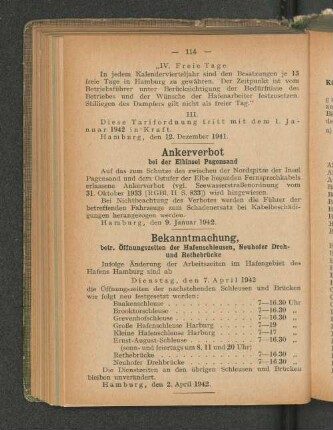 — 114 —
„IV. Freie Tage
In jedem Kalendervierteljahr sind den Besatzungen je 13
freie Tage in Hamburg zu gewähren. Der Zeitpunkt ist vom
Betriebsführer unter Berücksichtigung der Bedürfnisse des
Betriebes und der Wünsche der Hafenarbeiter festzusetzen.
Stilliegen des Dampfers gilt nicht als freier Tag."
III.
Diese Tarifordnung tritt mit dem 1. Ja-
nuar 1942 in Kraft.
Hamburg, den 12. Dezember 1941.
Ankerverbot
bei der Elbinsel Pagensand
Auf das zum Schutze des zwischen der Nordspitze der Insel
Pagensand und dem Ostufer der Elbe liegenden Fernsprechkabels
erlassene Ankerverbot (vgl. Seewasserstraßenordnung vom
31. Oktober 1933 [RGBl. II S. 833]) wird hingewiesen.
Bei Nichtbeachtung des Verbotes werden die Führer der
betreffenden Fahrzeuge zum Schadenersatz bei Kabelbeschädi-
gungen herangezogen werden.
Hamburg, den 9. Januar 1942.
Bekanntmachung,
betr. Öffnungszeiten der Hafenschleusen, Neuhofer Dreh-
und Rethebrücke
Infolge Änderung der Arbeitszeiten im Hafengebiet des
Hafens Hamburg sind ab
Dienstag, den 7. April 1942
die Öffnungszeiten der nachstehenden Schleusen und Brücken
wie folgt neu festgesetzt worden:
Baakenschleuse 7—16.30 Uhr
Brooktorschleuse 7—16.30 „
Grevenhofschleuse 7—16.30 „
Große Hafenschleuse Harburg 7—19 „
Kleine Hafenschleuse Harburg 7—17 „
Ernst-August-Schleuse 7—16.30 „
(sonn- und feiertags um 8, 11 und 20 Uhr)
Rethebrücke 7—16.30 „
Neuhofer Drehbrücke 7—16.30 „
Die Dienstzeiten an den übrigen Schleusen und Brücken
bleiben unverändert.
Hamburg, den 2. April 1942.